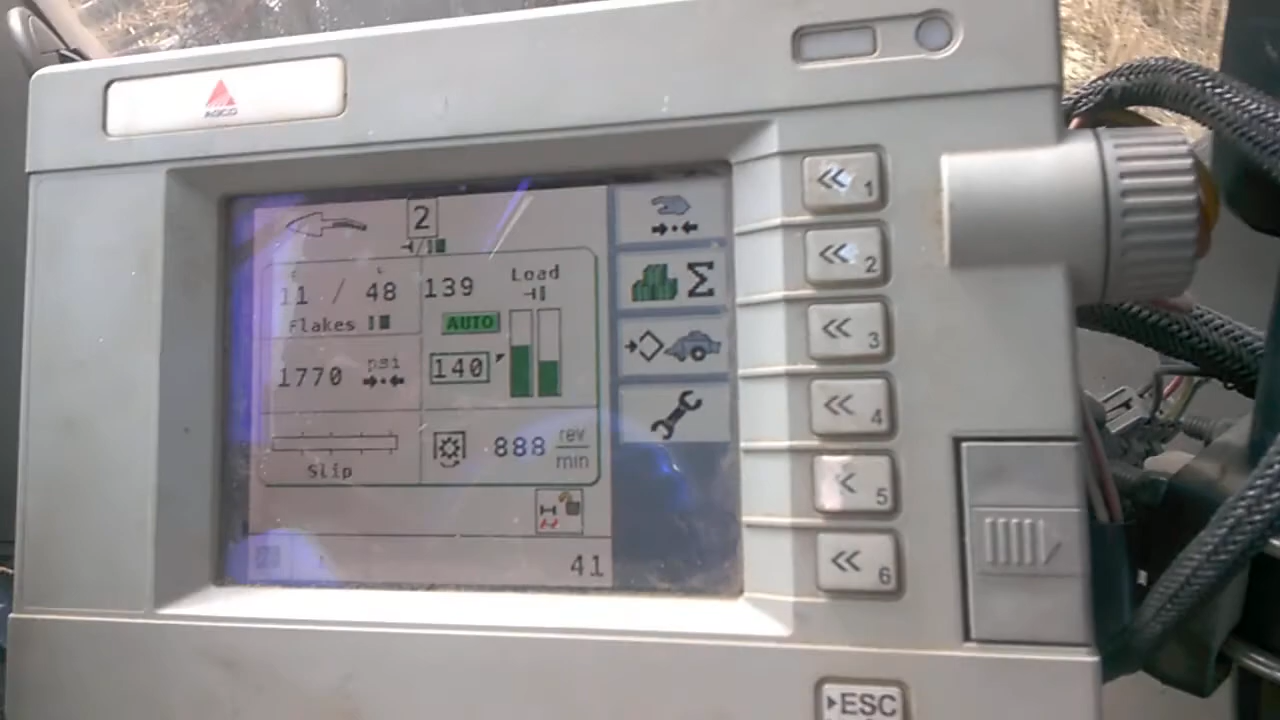 AGCO
2
11 / 48
Flakes
139
Load
AUTO
140
1770 psi
Slip
888 rev/min
Σ
41
1
2
3
4
5
6
ESC